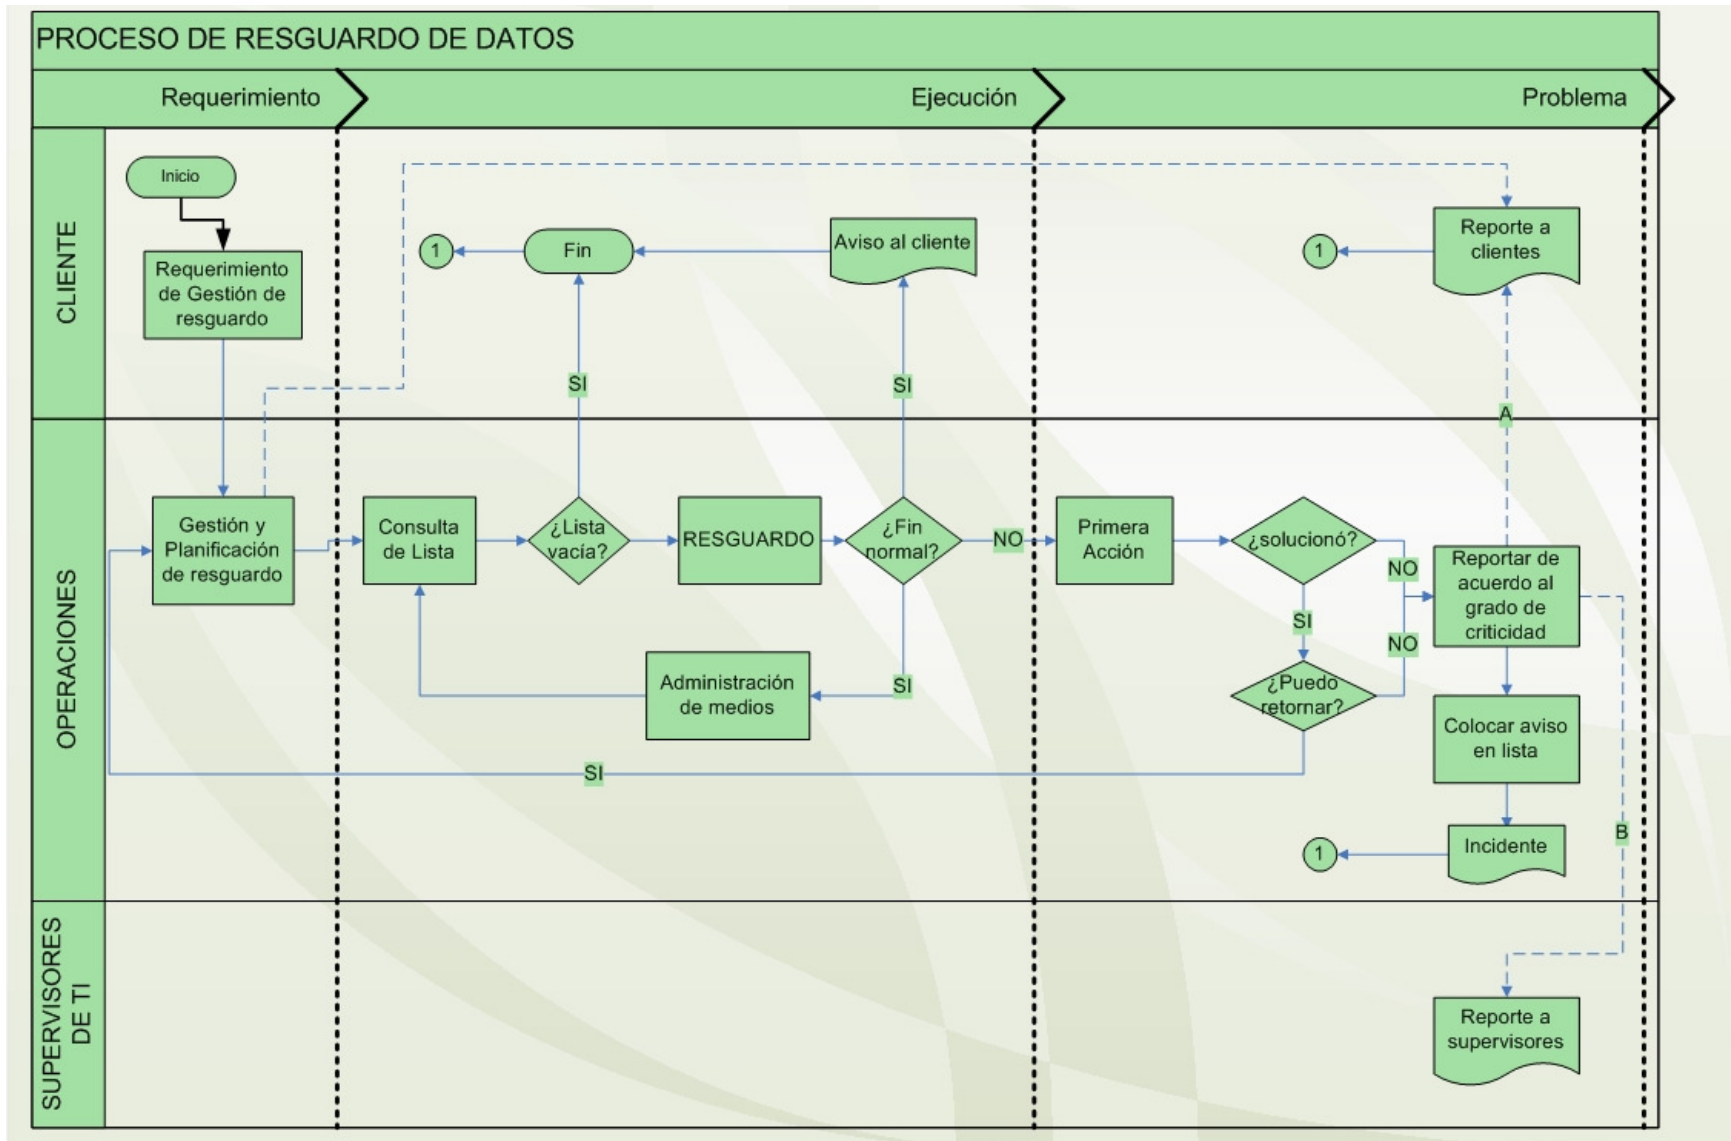 PROCESO DE RESGUARDO DE DATOS
Requerimiento
Ejecución
Problema
CLIENTE
Inicio
Requerimiento
de Gestión de
resguardo
1
Fin
Aviso al cliente
1
Reporte a
clientes
SI
SI
A
OPERACIONES
Gestión y
Planificación
de resguardo
Consulta
de Lista
¿Lista
vacía?
RESGUARDO
¿Fin
normal?
NO
Primera
Acción
¿solucionó?
NO
Reportar de
acuerdo al
grado de
criticidad
SI
NO
Administración
de medios
SI
¿Puedo
retornar?
Colocar aviso
en lista
SI
B
1
Incidente
SUPERVISORES
DE TI
Reporte a
supervisores